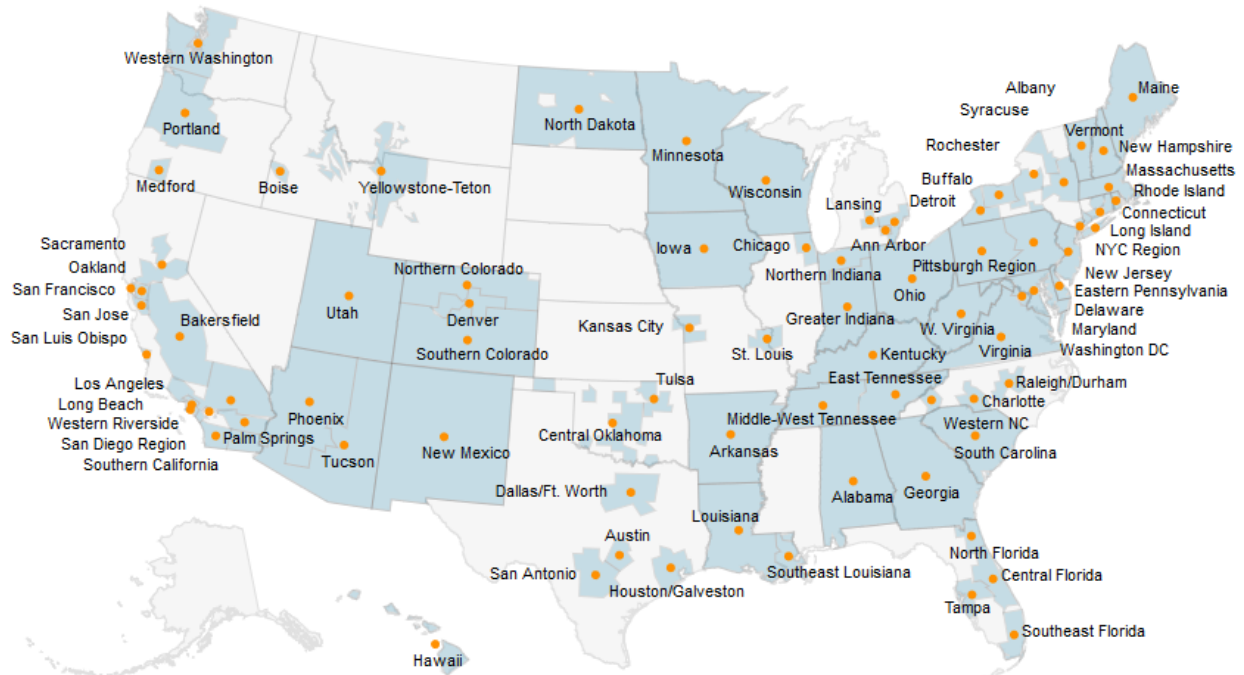 Albany
Maine
Syracuse
Western Washington
North Dakota
Portland
Vermont
Rochester
New Hampshire
Minnesota
Massachusetts
Medford
Boise
Yellowstone-Teton
Wisconsin
Buffalo
Rhode Island
Lansing
Detroit
Connecticut
Long Island
Sacramento
Iowa
Chicago
Ann Arbor
NYC Region
Oakland
Northern Colorado
Northern Indiana
Pittsburgh Region
New Jersey
San Francisco
Ohio
Eastern Pennsylvania
San Jose
Bakersfield
Utah
Denver
Kansas City
Greater Indiana
W. Virginia
Delaware
San Luis Obispo
Southern Colorado
St. Louis
Kentucky
Virginia
Maryland
Washington DC
Los Angeles
Tulsa
East Tennessee
Raleigh/Durham
Long Beach
Phoenix
Middle-West Tennessee
Charlotte
Western Riverside
Palm Springs
Central Oklahoma
Western NC
San Diego Region
Tucson
New Mexico
Arkansas
South Carolina
Southern California
Dallas/Ft. Worth
Alabama
Georgia
Louisiana
Austin
North Florida
San Antonio
Southeast Louisiana
Central Florida
Houston/Galveston
Tampa
Southeast Florida
Hawaii